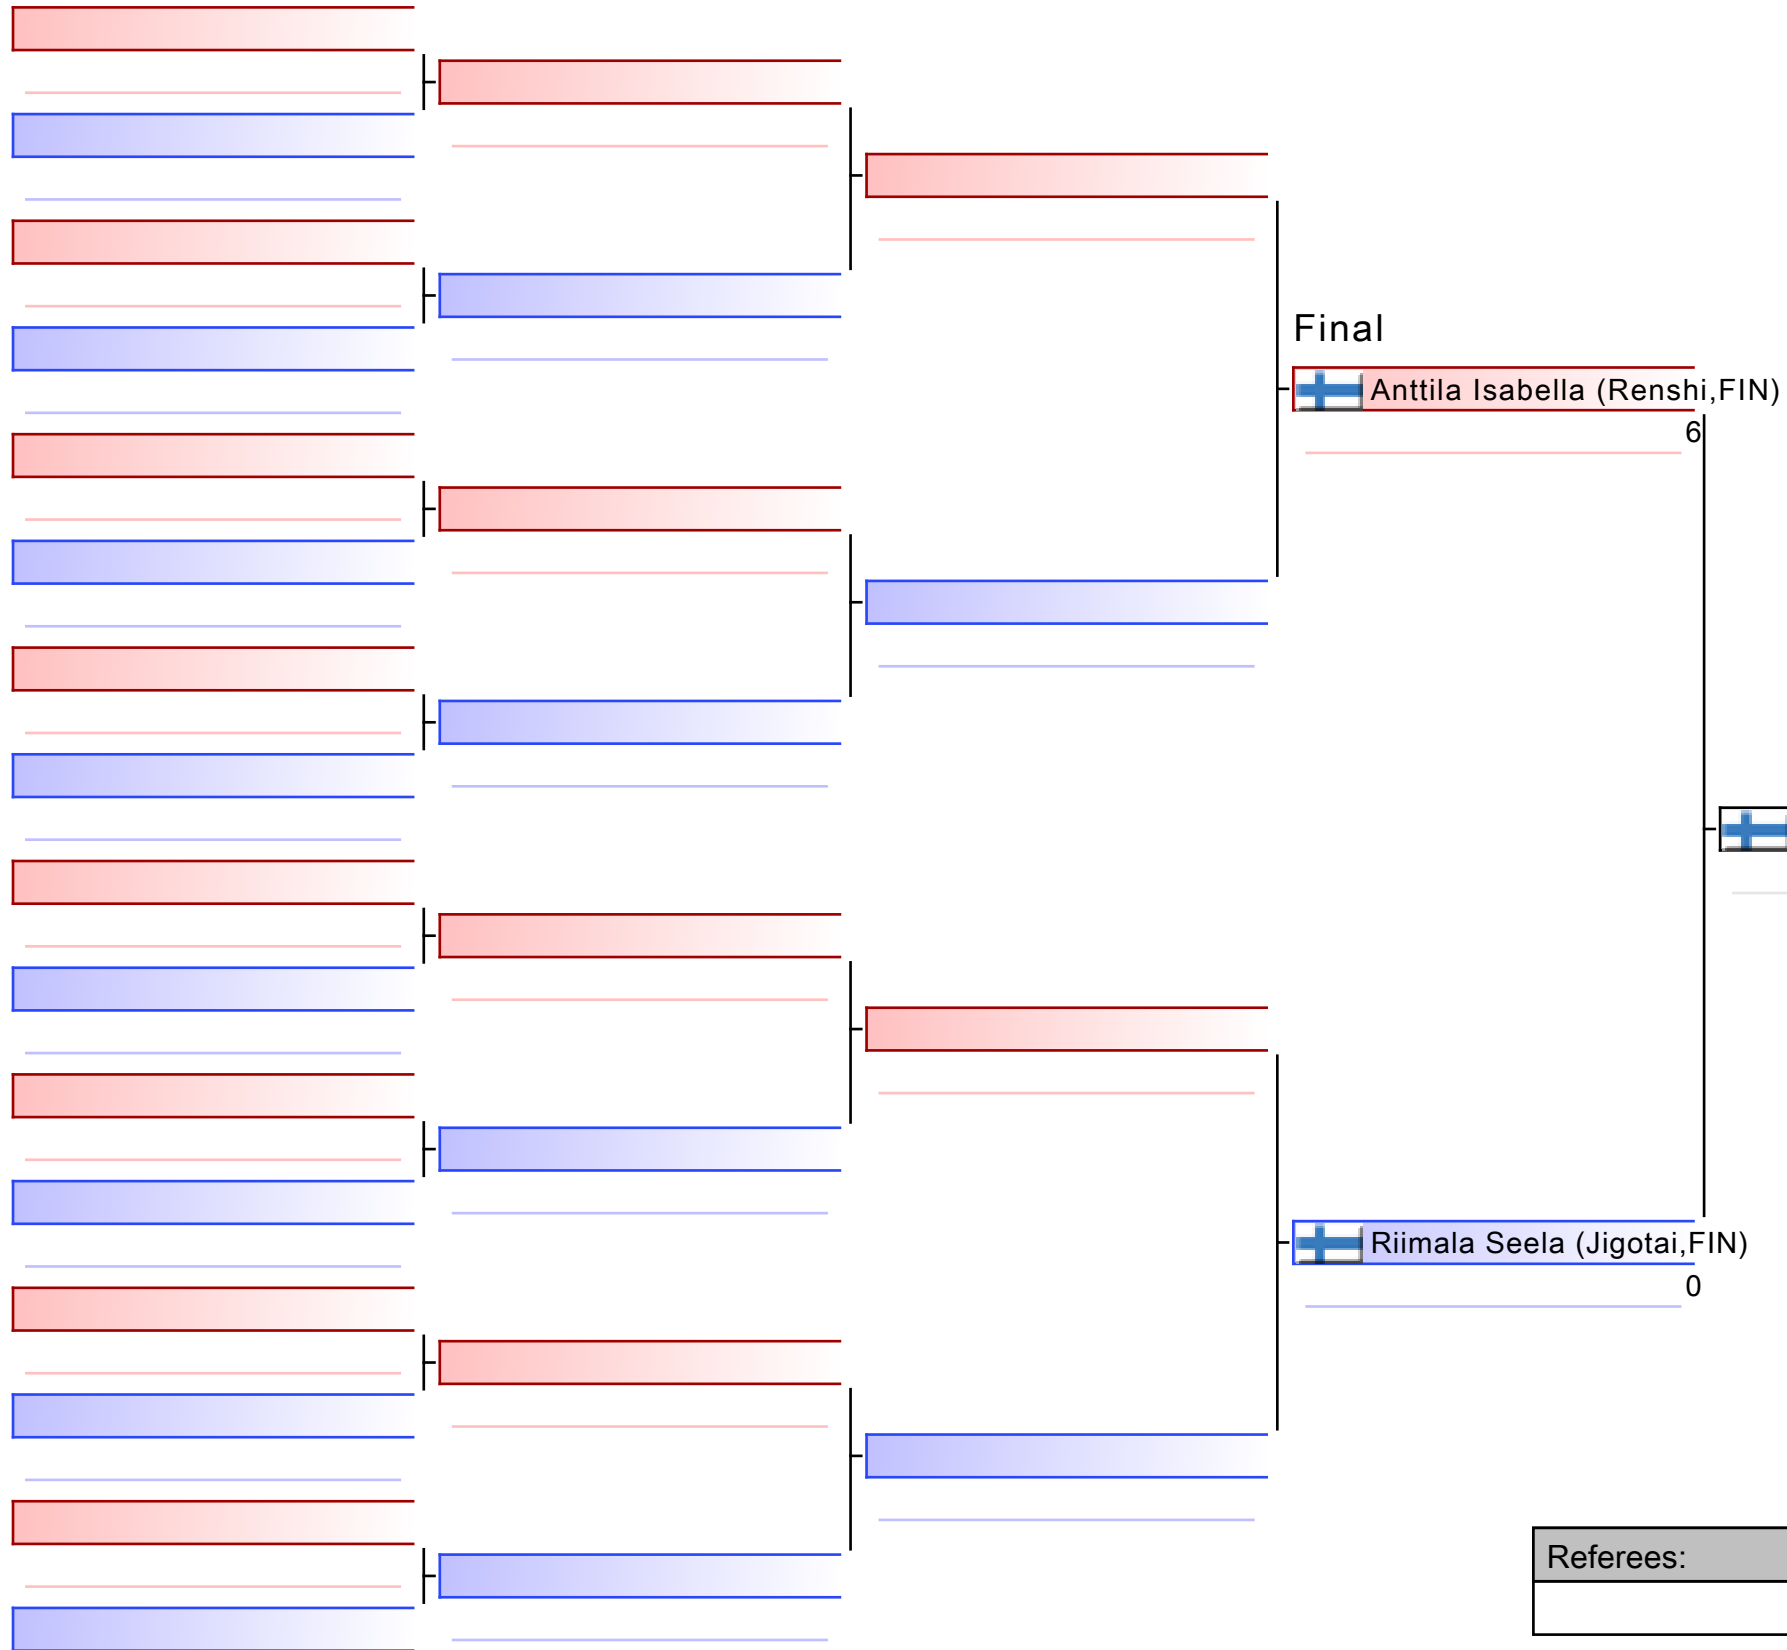 Final
Anttila Isabella (Renshi,FIN)
6
Riimala Seela (Jigotai,FIN)
0
Referees: